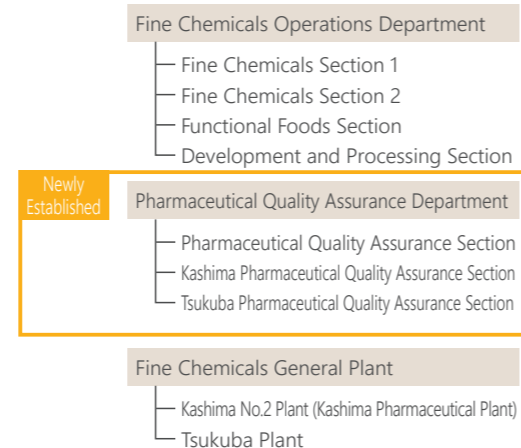 Fine Chemicals Operations Department
Fine Chemicals Section 1
Fine Chemicals Section 2
Functional Foods Section
Development and Processing Section
Newly
Established
Pharmaceutical Quality Assurance Department
Pharmaceutical Quality Assurance Section
Kashima Pharmaceutical Quality Assurance Section
Tsukuba Pharmaceutical Quality Assurance Section
Fine Chemicals General Plant
Kashima No.2 Plant (Kashima Pharmaceutical Plant)
Tsukuba Plant